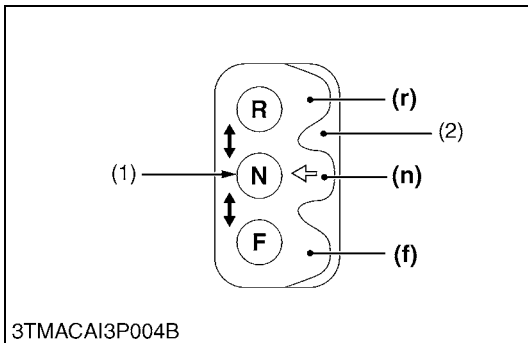 R
(r)
(2)
(1)
N
(n)
F
(f)
3TMACAI3P004B